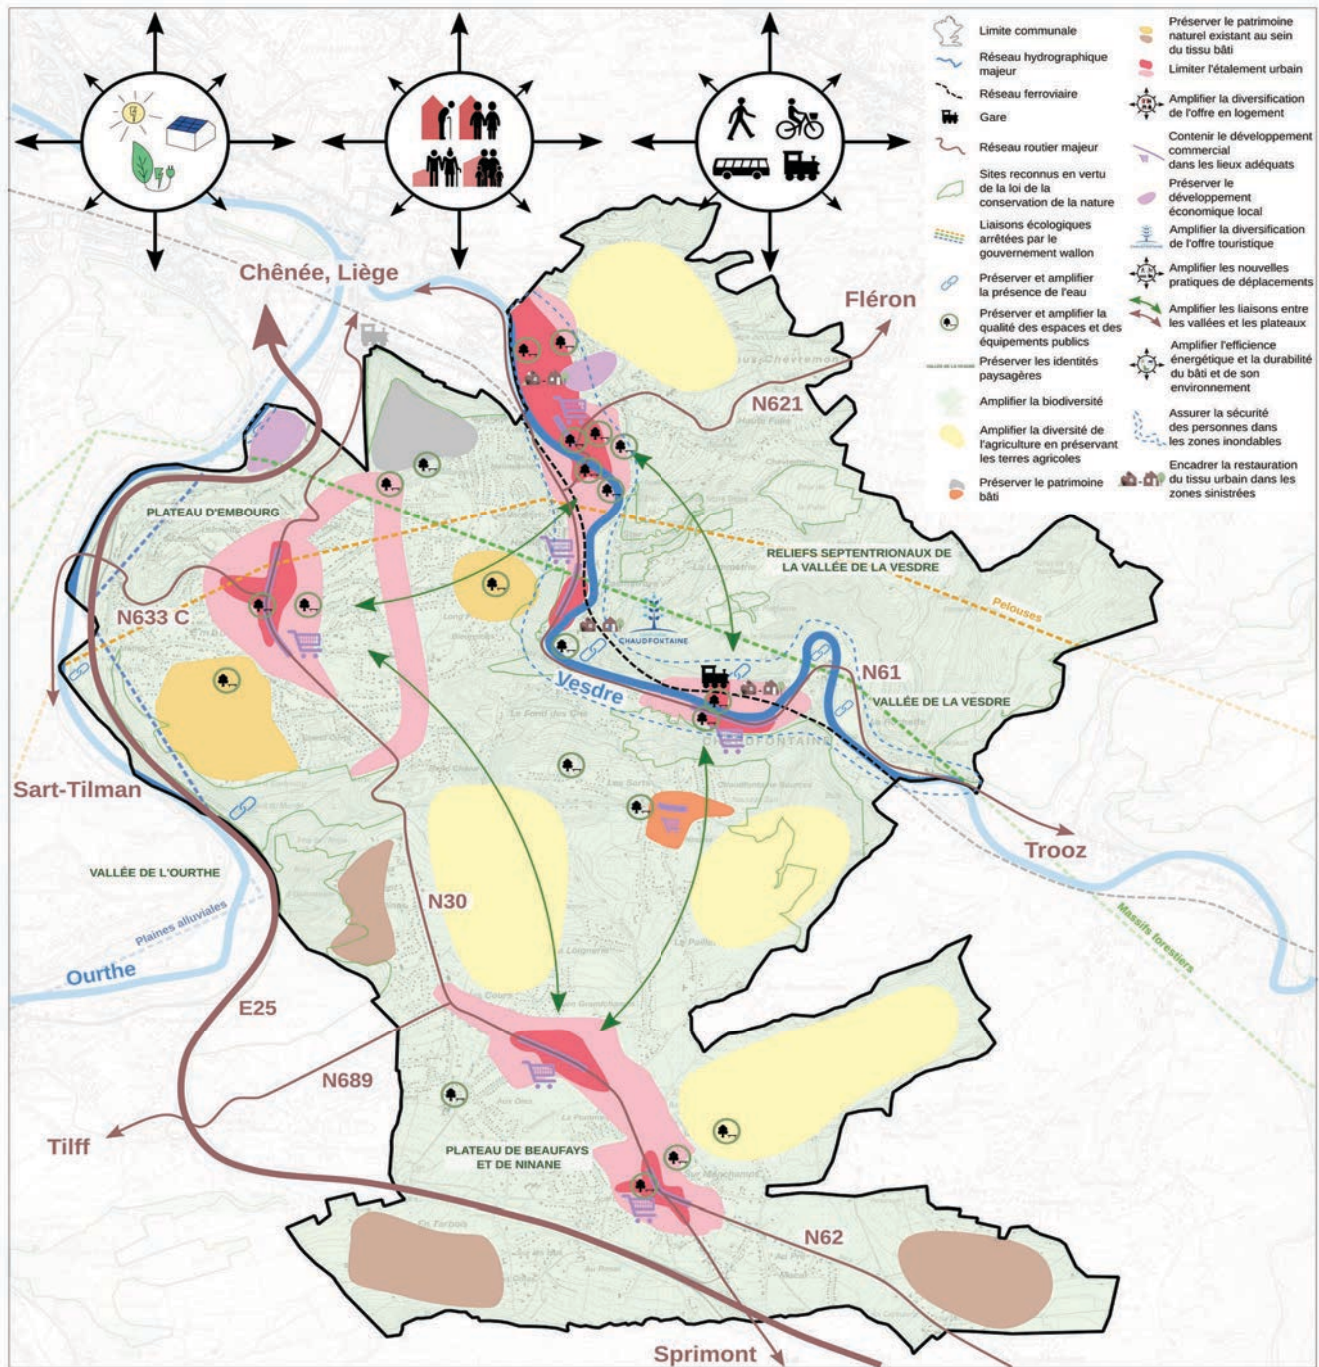 Limite communale
Réseau hydrographique
majeur
Réseau ferroviaire
Gare
Réseau routier majeur
Sites reconnus en vertu
de la loi de la
conservation de la nature
Liaisons écologiques
arrêtées par le
gouvernement wallon
Préserver et amplifier
la présence de l'eau
Préserver et amplifier la
qualité des espaces et des
équipements publics
VALLÉE DE LA VESDRE
Préserver les identités
paysagères
Amplifier la biodiversité
Amplifier la diversité de
l'agriculture en préservant
les terres agricoles
Préserver le patrimoine
bâti
Préserver le patrimoine
naturel existant au sein
du tissu bâti
Limiter l'étalement urbain
Amplifier la diversification
de l'offre en logement
Contenir le développement
commercial
dans les lieux adéquats
Préserver le
développement
économique local
Amplifier la diversification
de l'offre touristique
Amplifier les nouvelles
pratiques de déplacements
Amplifier les liaisons entre
les vallées et les plateaux
Amplifier l'efficience
énergétique et la durabilité
du bâti et de son
environnement
Assurer la sécurité
des personnes dans
les zones inondables
Encadrer la restauration
du tissu urbain dans les
zones sinistrées
Chênée, Liège
Fléron
N621
PLATEAU D'EMBOURG
RELIEFS SEPTENTRIONAUX DE
LA VALLÉE DE LA VESDRE
N633 C
Pelouses
CHAUDFONTAINE
Vesdre
N61
VALLÉE DE LA VESDRE
Sart-Tilman
Trooz
VALLÉE DE L'OURTHE
N30
Plaines alluviales
Massifs forestiers
Ourthe
E25
N689
Tilff
PLATEAU DE BEAUFAYS
ET DE NINANE
N62
Sprimont